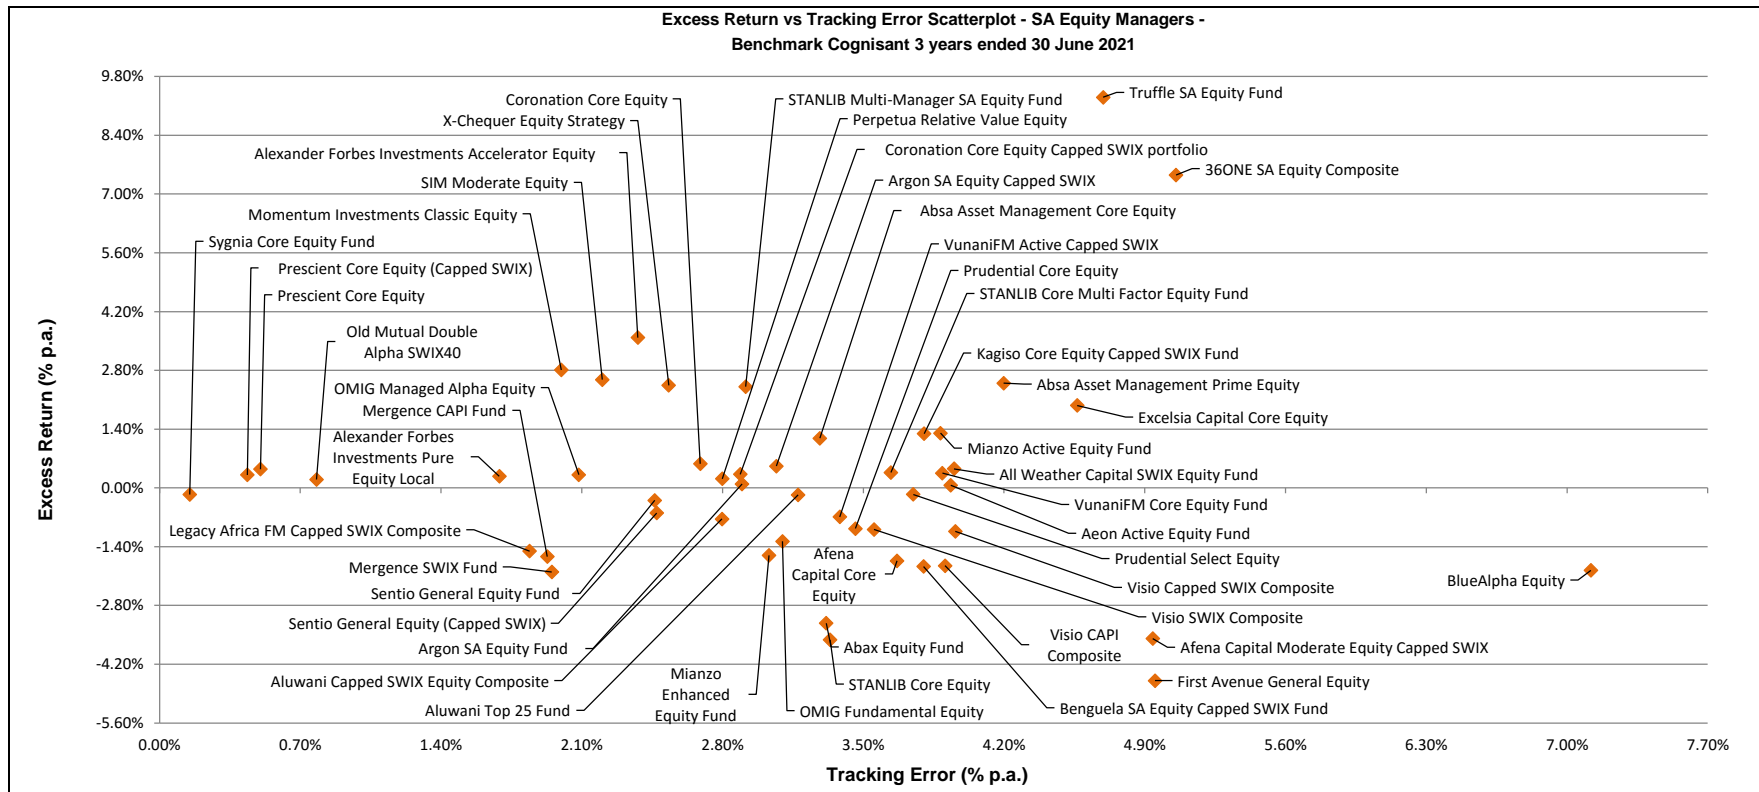 Excess Return vs Tracking Error Scatterplot - SA Equity Managers -
Benchmark Cognisant 3 years ended 30 June 2021
Excess Return (% p.a.)
9.80%
8.40%
7.00%
5.60%
4.20%
2.80%
1.40%
0.00%
-1.40%
-2.80%
-4.20%
-5.60%
Coronation Core Equity
X-Chequer Equity Strategy
Alexander Forbes Investments Accelerator Equity
SIM Moderate Equity
Momentum Investments Classic Equity
Sygnia Core Equity Fund
Prescient Core Equity (Capped SWIX)
Prescient Core Equity
Old Mutual Double
Alpha SWIX40
OMIG Managed Alpha Equity
Mergence CAPI Fund
Alexander Forbes
Investments Pure
Equity Local
Legacy Africa FM Capped SWIX Composite
Mergence SWIX Fund
Sentio General Equity Fund
Sentio General Equity (Capped SWIX)
Argon SA Equity Fund
Aluwani Capped SWIX Equity Composite
Aluwani Top 25 Fund
STANLIB Multi-Manager SA Equity Fund
Perpetua Relative Value Equity
Coronation Core Equity Capped SWIX portfolio
Argon SA Equity Capped SWIX
Absa Asset Management Core Equity
VunaniFM Active Capped SWIX
Prudential Core Equity
STANLIB Core Multi Factor Equity Fund
Kagiso Core Equity Capped SWIX Fund
Truffle SA Equity Fund
36ONE SA Equity Composite
Absa Asset Management Prime Equity
Excelsia Capital Core Equity
Mianzo Active Equity Fund
All Weather Capital SWIX Equity Fund
VunaniFM Core Equity Fund
Aeon Active Equity Fund
Prudential Select Equity
Visio Capped SWIX Composite
Visio SWIX Composite
BlueAlpha Equity
Afena
Capital Core
Equity
Visio CAPI
Composite
Afena Capital Moderate Equity Capped SWIX
Abax Equity Fund
STANLIB Core Equity
First Avenue General Equity
Mianzo
Enhanced
Equity Fund
OMIG Fundamental Equity
Benguela SA Equity Capped SWIX Fund
0.00%
0.70%
1.40%
2.10%
2.80%
3.50%
4.20%
4.90%
5.60%
6.30%
7.00%
7.70%
Tracking Error (% p.a.)